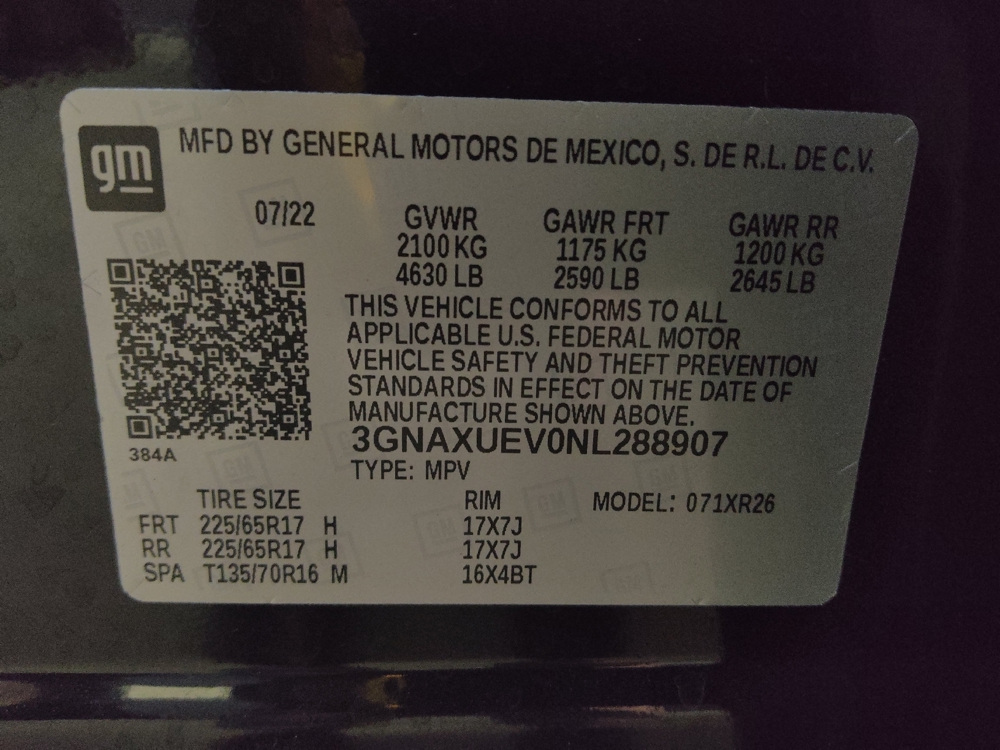 gm
MFD BY GENERAL MOTORS DE MEXICO, S. DE R.L. DE C.V.
07/22 GVWR GAWR FRT GAWR RR
2100 KG 1175 KG 1200 KG
4630 LB 2590 LB 2645 LB
THIS VEHICLE CONFORMS TO ALL
APPLICABLE U.S. FEDERAL MOTOR
VEHICLE SAFETY AND THEFT PREVENTION
STANDARDS IN EFFECT ON THE DATE OF
MANUFACTURE SHOWN ABOVE.
3GNAXUEV0NL288907
384A
TYPE: MPV
TIRE SIZE RIM MODEL: 071XR26
FRT 225/65R17 H 17X7J
RR 225/65R17 H 17X7J
SPA T135/70R16 M 16X4BT